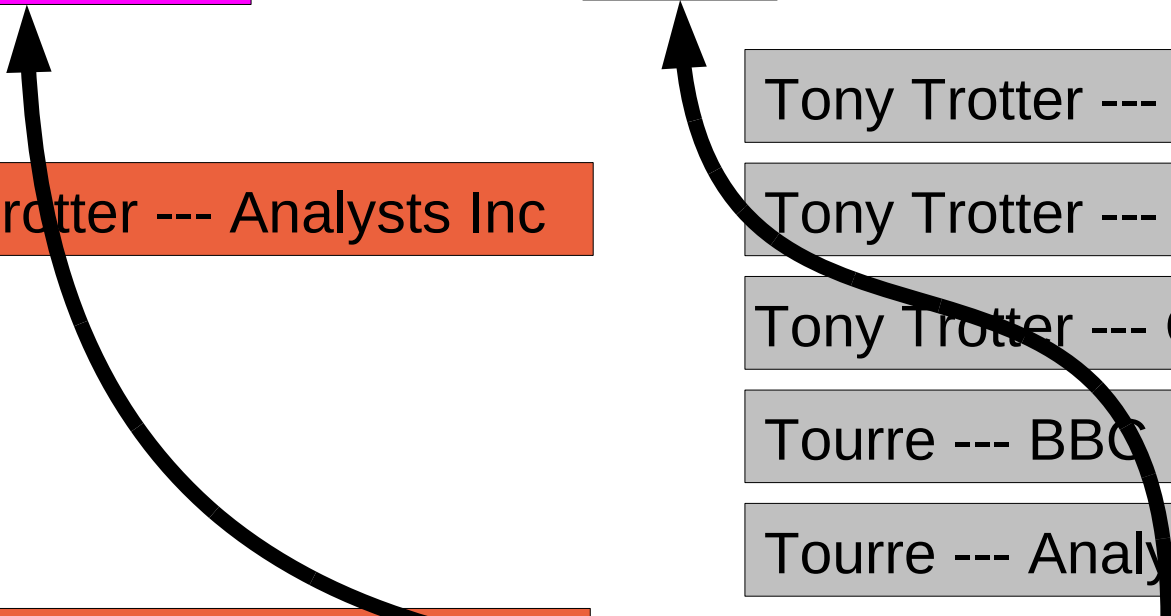 Tony Trotter ---
Tony Trotter ---
rotter --- Analysts Inc
Tony Trotter ---
Tourre --- BBC
Tourre --- Analy